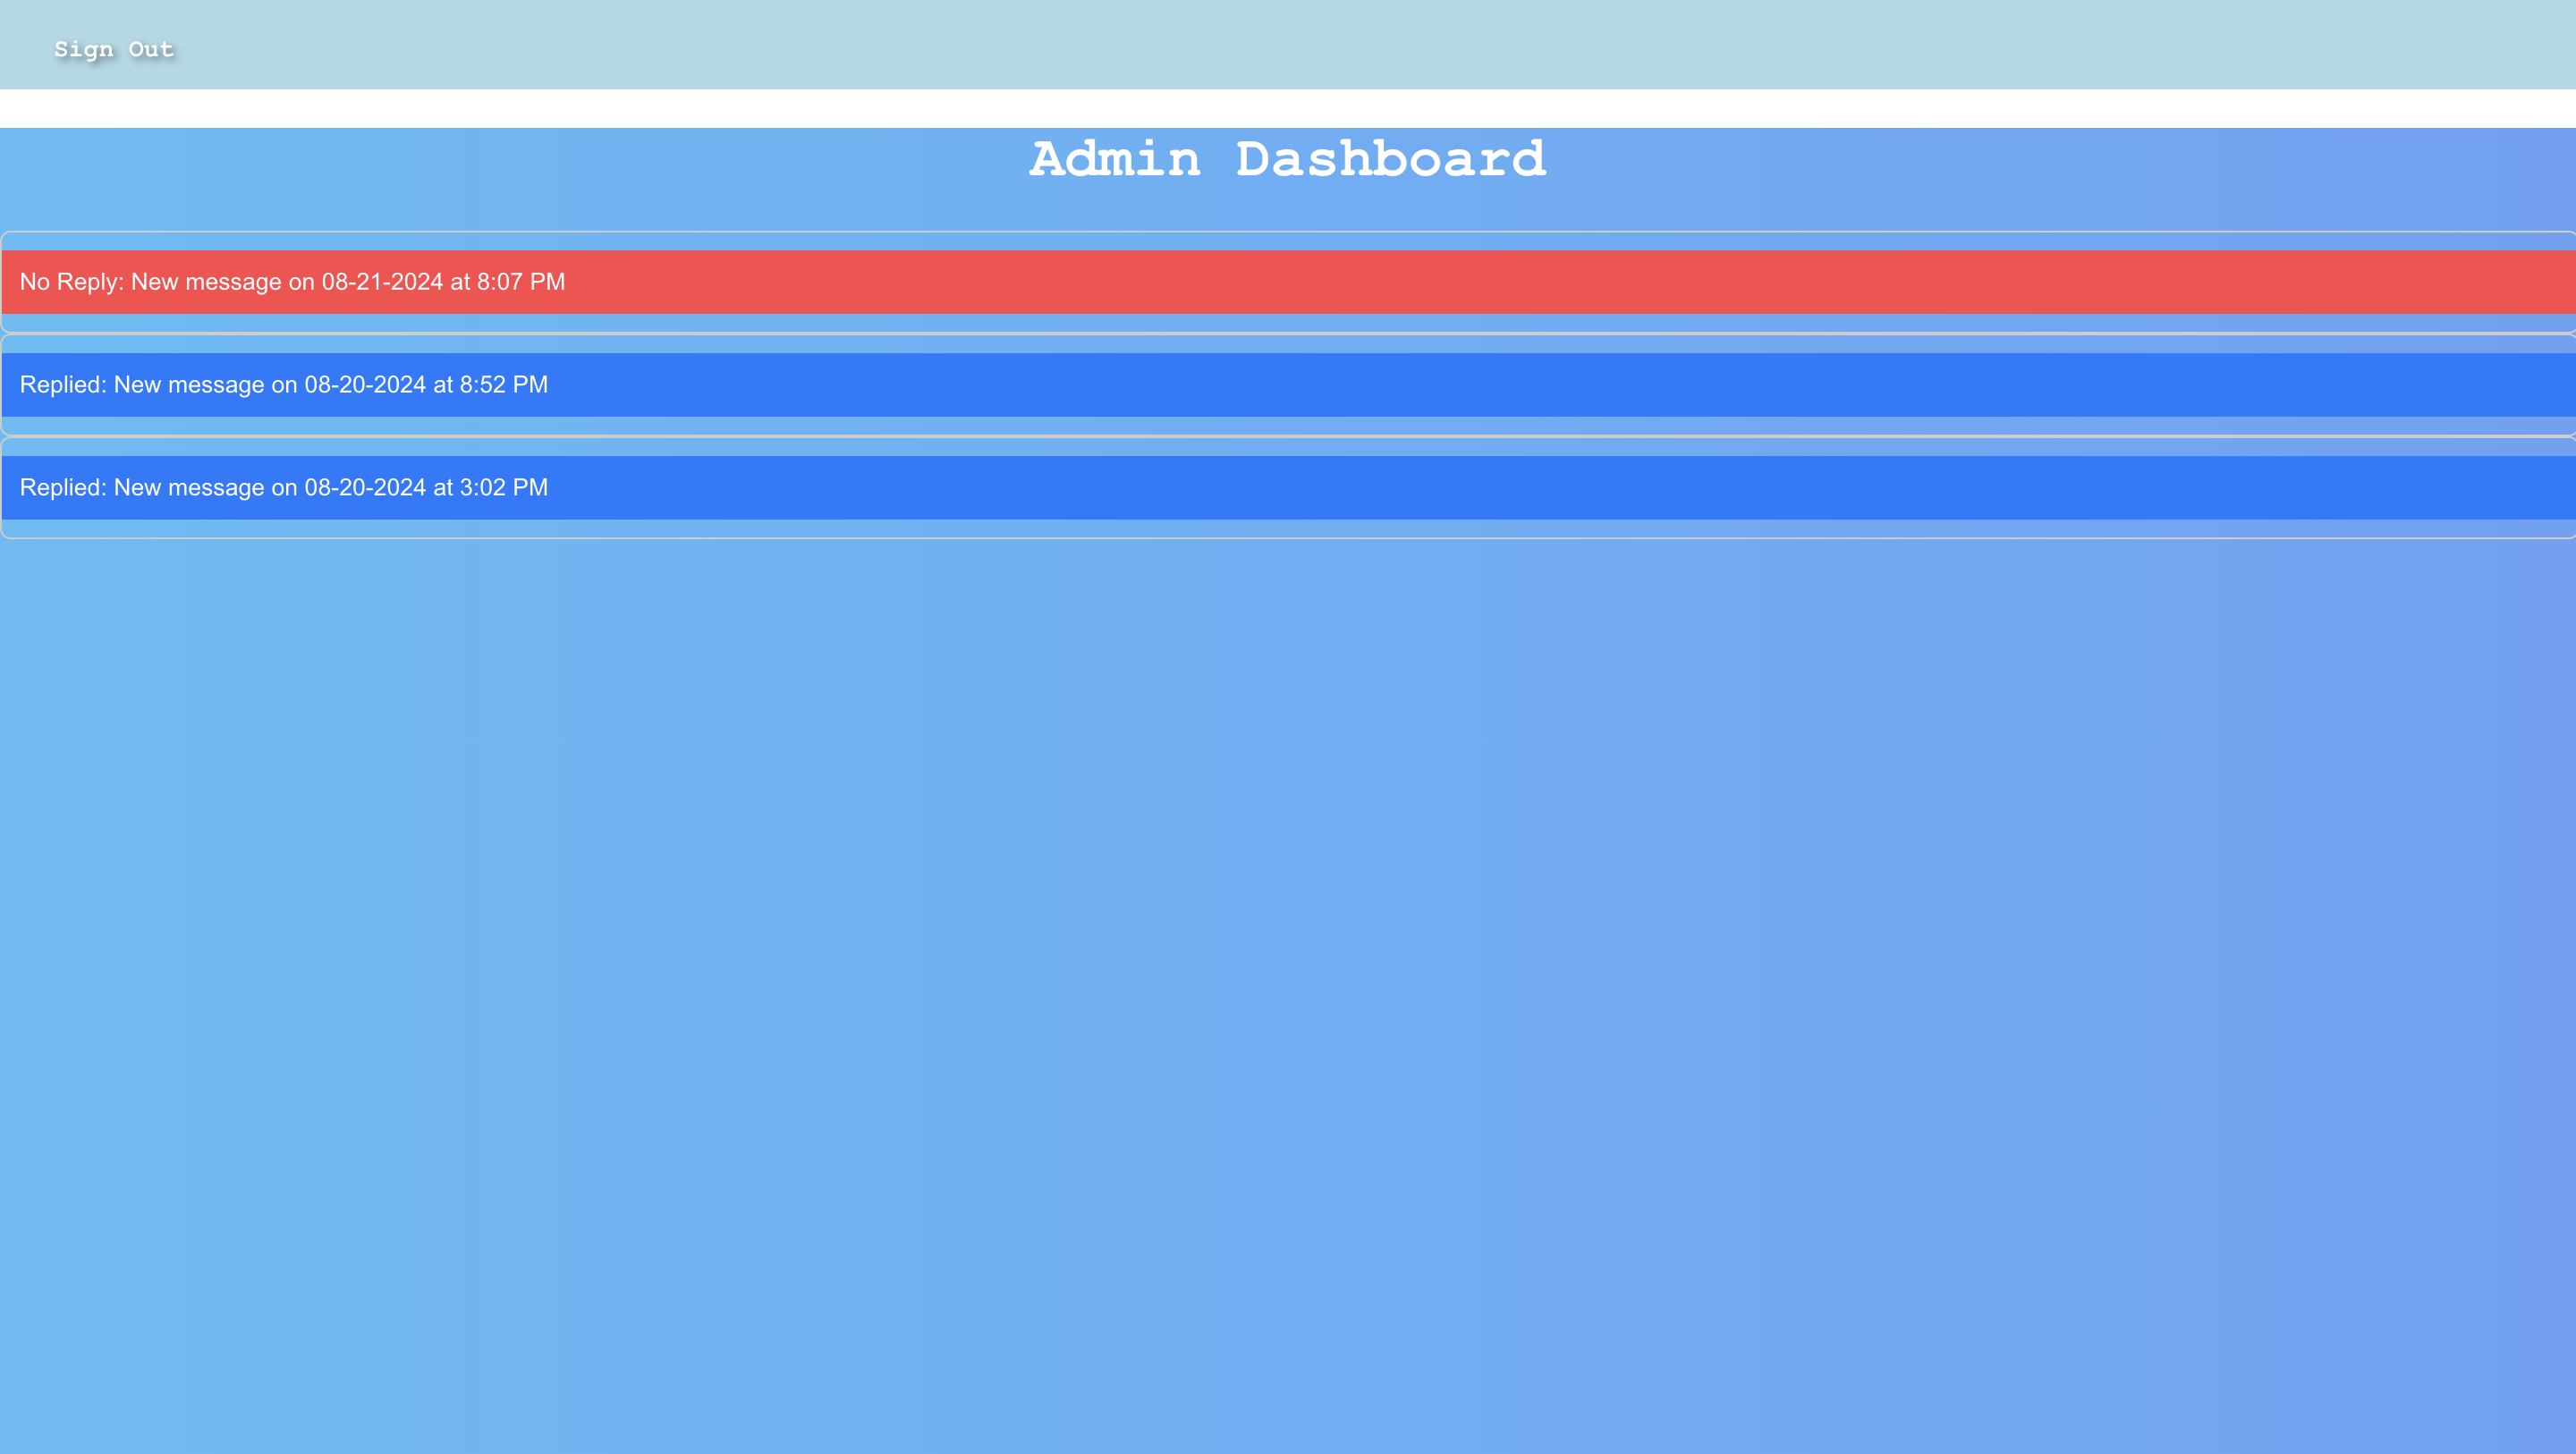 Sign Out
Admin Dashboard
No Reply: New message on 08-21-2024 at 8:07 PM
Replied: New message on 08-20-2024 at 8:52 PM
Replied: New message on 08-20-2024 at 3:02 PM